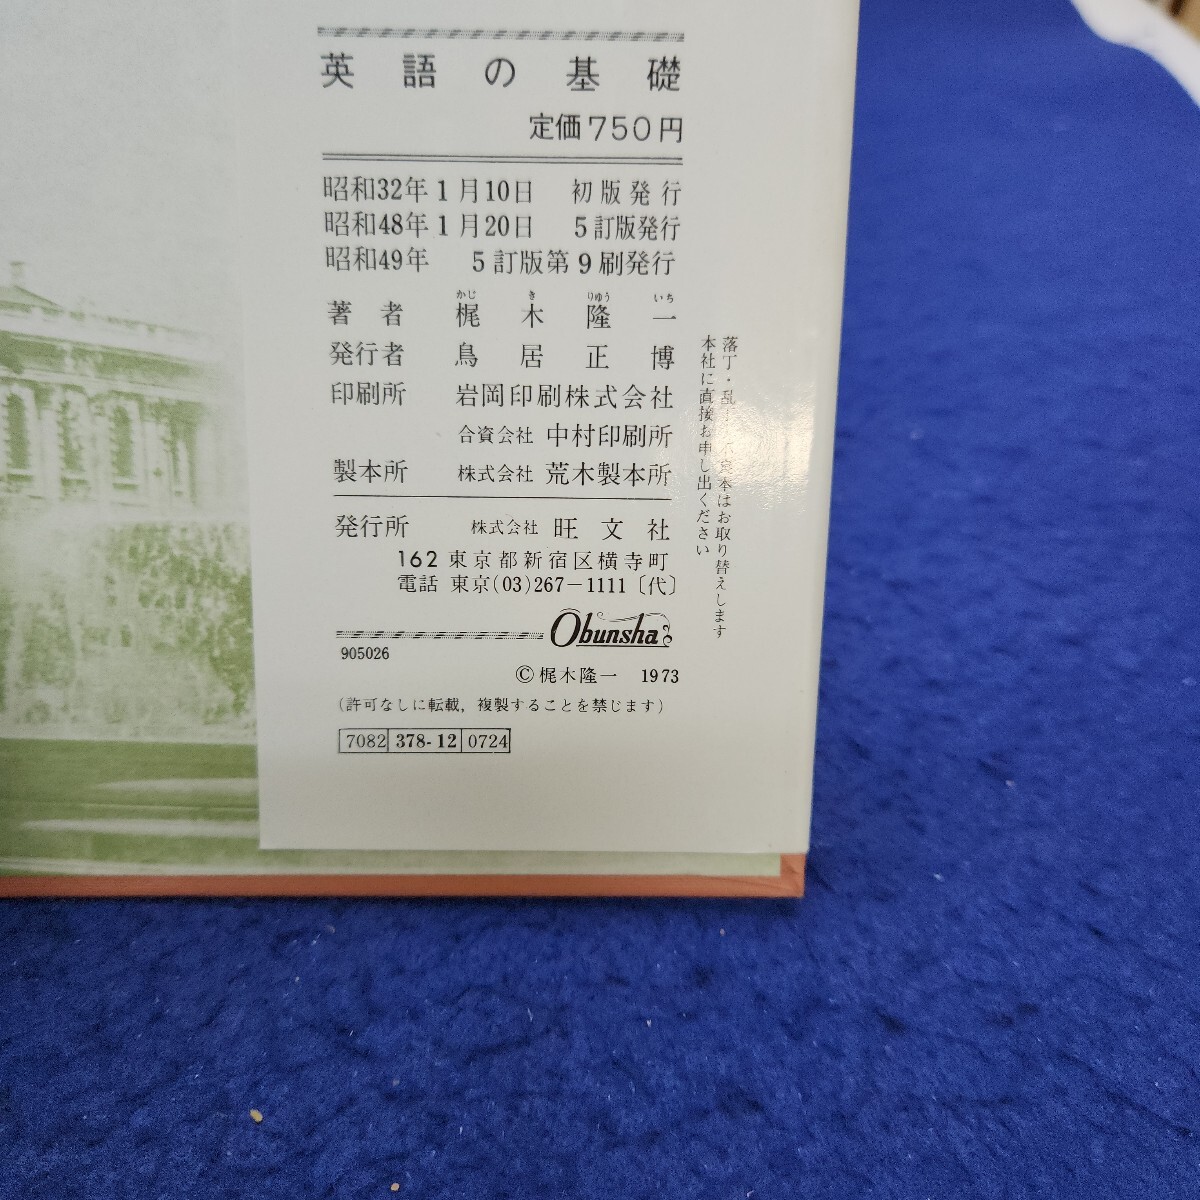 英語の基礎
定価750円
昭和32年1月10日 初版発行
昭和48年1月20日 5訂版発行
昭和49年 5訂版第9刷発行
著者 梶木隆一
かじ き りゅう いち
発行者 鳥居正博
印刷所 岩岡印刷株式会社
合資会社 中村印刷所
製本所 株式会社 荒木製本所
発行所 株式会社 旺文社
162 東京都新宿区横寺町
電話 東京(03)267-1111〔代〕
Obunsha
905026
©梶木隆一 1973
(許可なしに転載，複製することを禁じます)
7082 378-12 0724
落丁・乱 本はお取り替えします
本社に直接お申し出ください